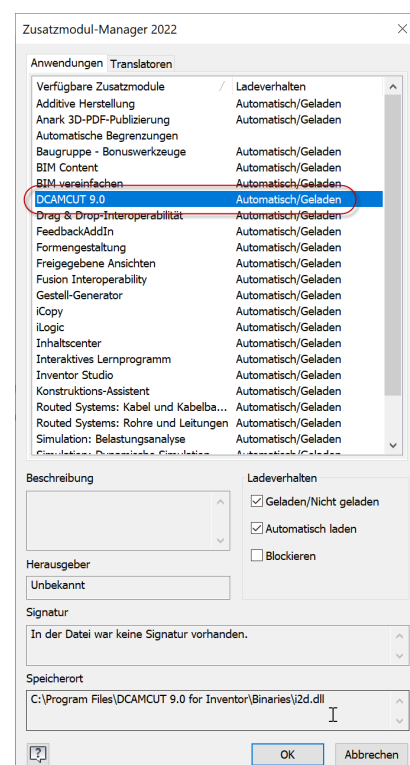 Zusatzmodul-Manager 2022
Anwendungen Translatoren
Verfügbare Zusatzmodule / Ladeverhalten
Additive Herstellung Automatisch/Geladen
Anark 3D-PDF-Publizierung Automatisch/Geladen
Automatische Begrenzungen
Baugruppe - Bonuswerkzeuge Automatisch/Geladen
BIM Content Automatisch/Geladen
BIM vereinfachen Automatisch/Geladen
DCAMCUT 9.0 Automatisch/Geladen
Drag & Drop-Interoperabilität Automatisch/Geladen
FeedbackAddIn Automatisch/Geladen
Formengestaltung Automatisch/Geladen
Freigegebene Ansichten Automatisch/Geladen
Fusion Interoperability Automatisch/Geladen
Gestell-Generator Automatisch/Geladen
iCopy Automatisch/Geladen
iLogic Automatisch/Geladen
Inhaltscenter Automatisch/Geladen
Interaktives Lernprogramm Automatisch/Geladen
Inventor Studio Automatisch/Geladen
Konstruktions-Assistent Automatisch/Geladen
Routed Systems: Kabel und Kabelba... Automatisch/Geladen
Routed Systems: Rohre und Leitungen Automatisch/Geladen
Simulation: Belastungsanalyse Automatisch/Geladen
Simulation: Dynamische Simulation Automatisch/Geladen
Beschreibung
Ladeverhalten
Geladen/Nicht geladen
Automatisch laden
Blockieren
Herausgeber
Unbekannt
Signatur
In der Datei war keine Signatur vorhanden.
Speicherort
C:\Program Files\DCAMCUT 9.0 for Inventor\Binaries\i2d.dll
? OK Abbrechen